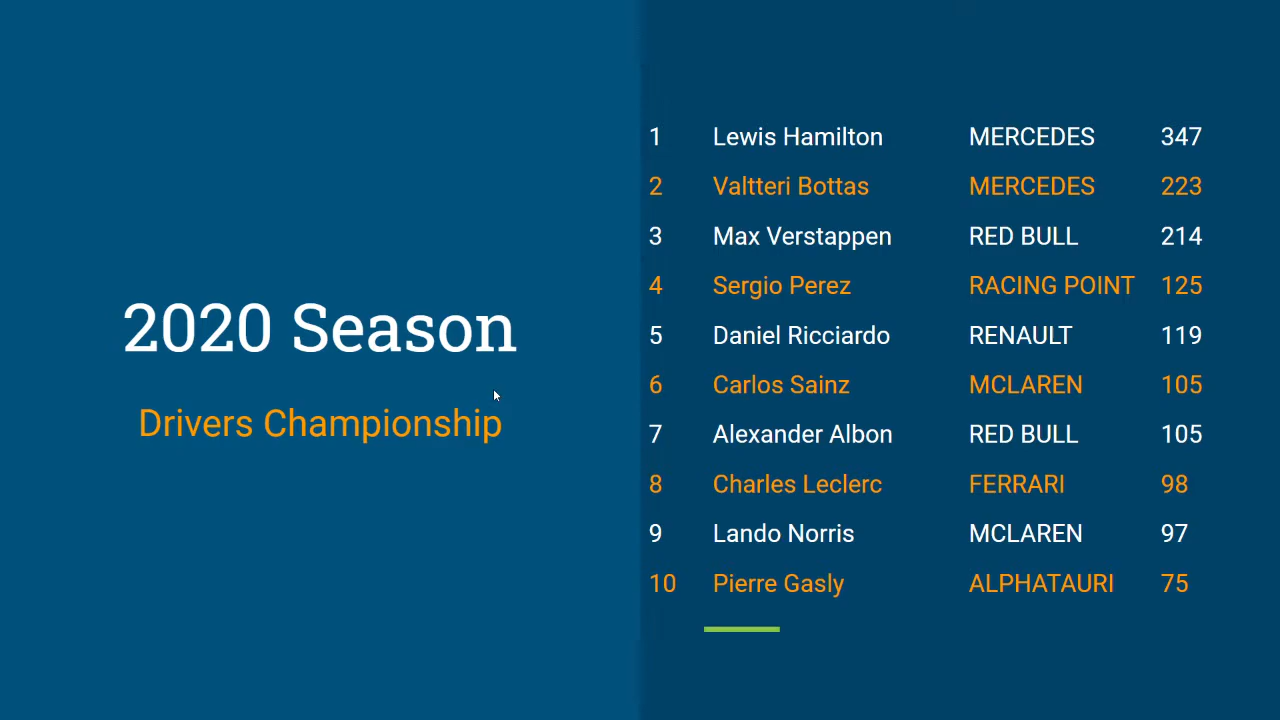 2020 Season
Drivers Championship
1 Lewis Hamilton MERCEDES 347
2 Valtteri Bottas MERCEDES 223
3 Max Verstappen RED BULL 214
4 Sergio Perez RACING POINT 125
5 Daniel Ricciardo RENAULT 119
6 Carlos Sainz MCLAREN 105
7 Alexander Albon RED BULL 105
8 Charles Leclerc FERRARI 98
9 Lando Norris MCLAREN 97
10 Pierre Gasly ALPHATAURI 75